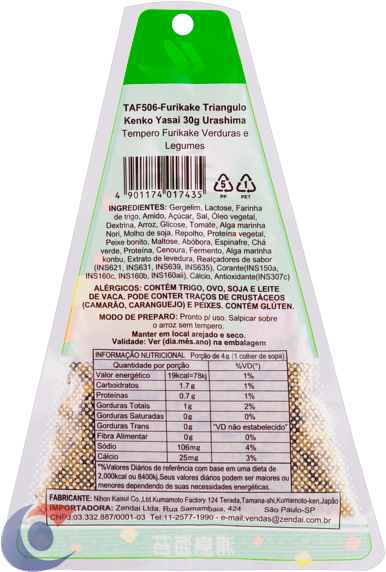 TAF506-Furikake Triangulo
Kenko Yasai 30g Urashima
Tempero Furikake Verduras e
Legumes
4 901174 017435
5 PP
1 PET
INGREDIENTES: Gergelim, Lactose, Farinha
de trigo, Amido, Açúcar, Sal, Óleo vegetal,
Dextrina, Arroz, Glicose, Tomate, Alga marinha
Nori, Molho de soja, Repolho, Proteína vegetal,
Peixe bonito, Maltose, Abóbora, Espinafre, Chá
verde, Proteína, Cenoura, Fermento, Alga marinha
konbu, Extrato de levedura, Realçadores de sabor
(INS621, INS631, INS639, INS635), Corante(INS150a,
INS160c, INS160b, INS160aii), Cálcio, Antioxidante(INS307c)
ALÉRGICOS: CONTÉM TRIGO, OVO, SOJA E LEITE
DE VACA. PODE CONTER TRAÇOS DE CRUSTÁCEOS
(CAMARÃO, CARANGUEJO) E PEIXES. CONTÉM GLÚTEN.
MODO DE PREPARO: Pronto p/ uso. Salpicar sobre
o arroz sem tempero.
Manter em local arejado e seco.
Validade: Ver (dia.mês.ano) na embalagem
INFORMAÇÃO NUTRICIONAL Porção de 4g (1 colher de sopa)
Quantidade por porção %VD(*)
Valor energético 19kcal=78kj 1%
Carboidratos 1.7 g 1%
Proteínas 0.7 g 1%
Gorduras Totais 1g 2%
Gorduras Saturadas 0g 0%
Gorduras Trans 0g "VD não estabelecido"
Fibra Alimentar 0g 0%
Sódio 106mg 4%
Cálcio 25mg 3%
*%Valores Diários de referência com base em uma dieta de
2,000kcal ou 8400kj.Seus valores diários podem ser maiores ou
menores dependendo de suas necessidades energéticas.
FABRICANTE: Nihon Kaisui Co.,Ltd.Kumamoto Factory 124 Terada,Tamana-shi,Kumamoto-ken,Japão
IMPORTADORA: Zendai Ltda. Rua Samambaia, 424 São Paulo-SP
CNPJ:03.332.887/0001-03 Tel:11-2577-1990 - e-mail.vendas@zendai.com.br